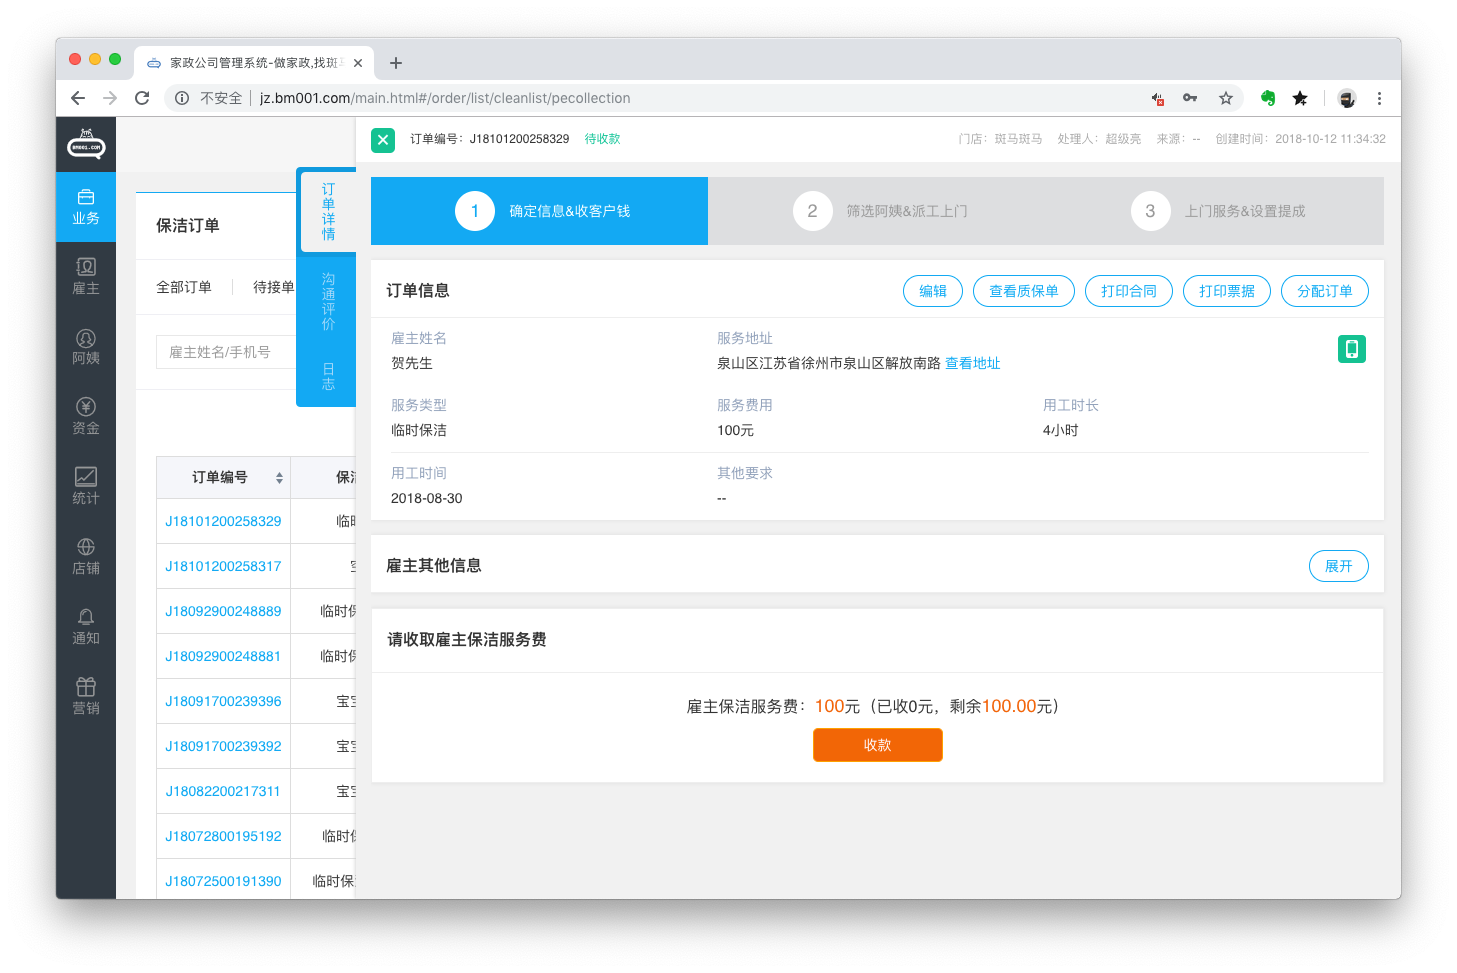 家政公司管理系统-做家政,找斑
不安全 jz.bm001.com/main.html#/order/list/cleanlist/pecollection
BM001.COM
业务
雇主
阿姨
资金
统计
店铺
通知
营销
保洁订单
全部订单 待接单
雇主姓名/手机号
订单编号 保洁
J18101200258329 临时
J18101200258317
J18092900248889 临时保
J18092900248881 临时保
J18091700239396 宝宝
J18091700239392 宝宝
J18082200217311 宝宝
J18072800195192 临时保
J18072500191390 临时保
订单详情
沟通评价
日志
订单编号：J18101200258329 待收款
门店：斑马斑马 处理人：超级亮 来源：-- 创建时间：2018-10-12 11:34:32
1 确定信息&收客户钱
2 筛选阿姨&派工上门
3 上门服务&设置提成
订单信息
编辑 查看质保单 打印合同 打印票据 分配订单
雇主姓名 服务地址
贺先生 泉山区江苏省徐州市泉山区解放南路 查看地址
服务类型 服务费用 用工时长
临时保洁 100元 4小时
用工时间 其他要求
2018-08-30 --
雇主其他信息 展开
请收取雇主保洁服务费
雇主保洁服务费：100元（已收0元，剩余100.00元）
收款